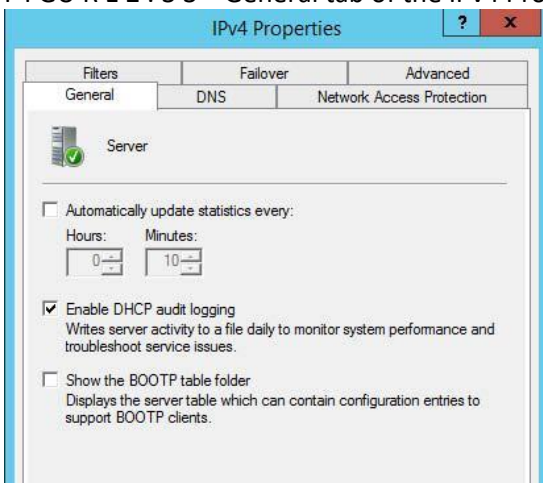 IPv4 Properties
? x
Filters Failover Advanced
General DNS Network Access Protection
Server
Automatically update statistics every:
Hours: Minutes:
0 10
Enable DHCP audit logging
Writes server activity to a file daily to monitor system performance and
troubleshoot service issues.
Show the BOOTP table folder
Displays the server table which can contain configuration entries to
support BOOTP clients.